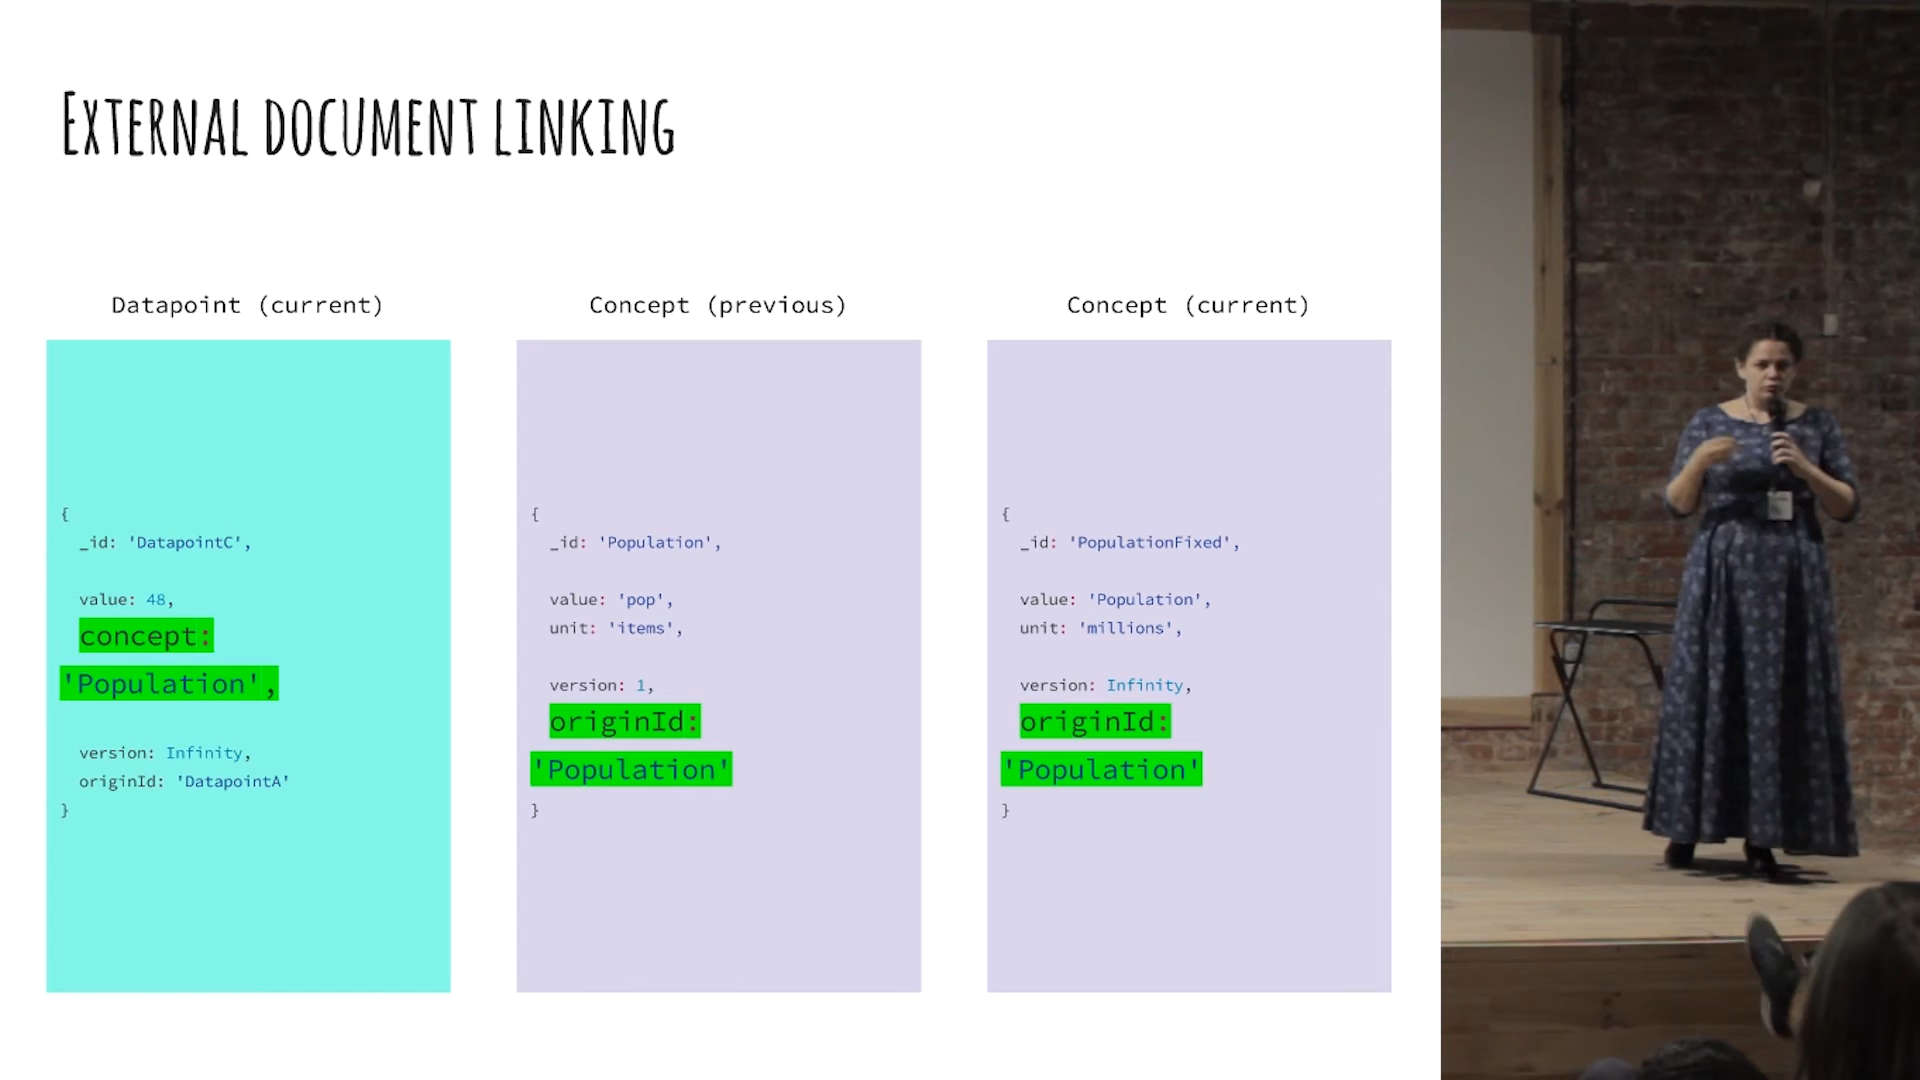 External document linking
Datapoint (current)
{
_id: 'DatapointC',
value: 48,
concept:
'Population',
version: Infinity,
originId: 'DatapointA'
}
Concept (previous)
{
_id: 'Population',
value: 'pop',
unit: 'items',
version: 1,
originId:
'Population'
}
Concept (current)
{
_id: 'PopulationFixed',
value: 'Population',
unit: 'millions',
version: Infinity,
originId:
'Population'
}